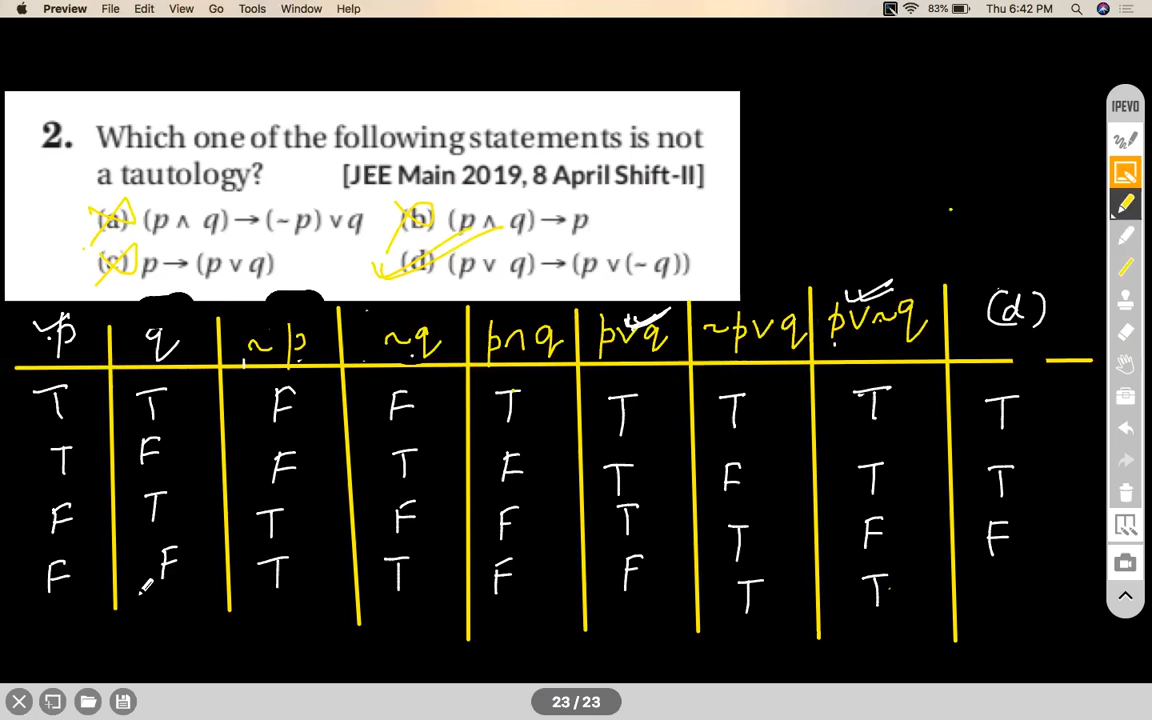 Preview File Edit View Go Tools Window Help 83% Thu 6:42 PM
IPEVO
2. Which one of the following statements is not
a tautology? [JEE Main 2019, 8 April Shift-II]
(a) (p ∧ q) → (~ p) ∨ q (b) (p ∧ q) → p
(c) p → (p ∨ q) (d) (p ∨ q) → (p ∨ (~ q))
p q ~p ~q p∧q p∨q ~p∨q p∨~q (d)
T T F F T T T T T
T F F T F T F T T
F T T F F T T F F
F F T T F F T T
23 / 23